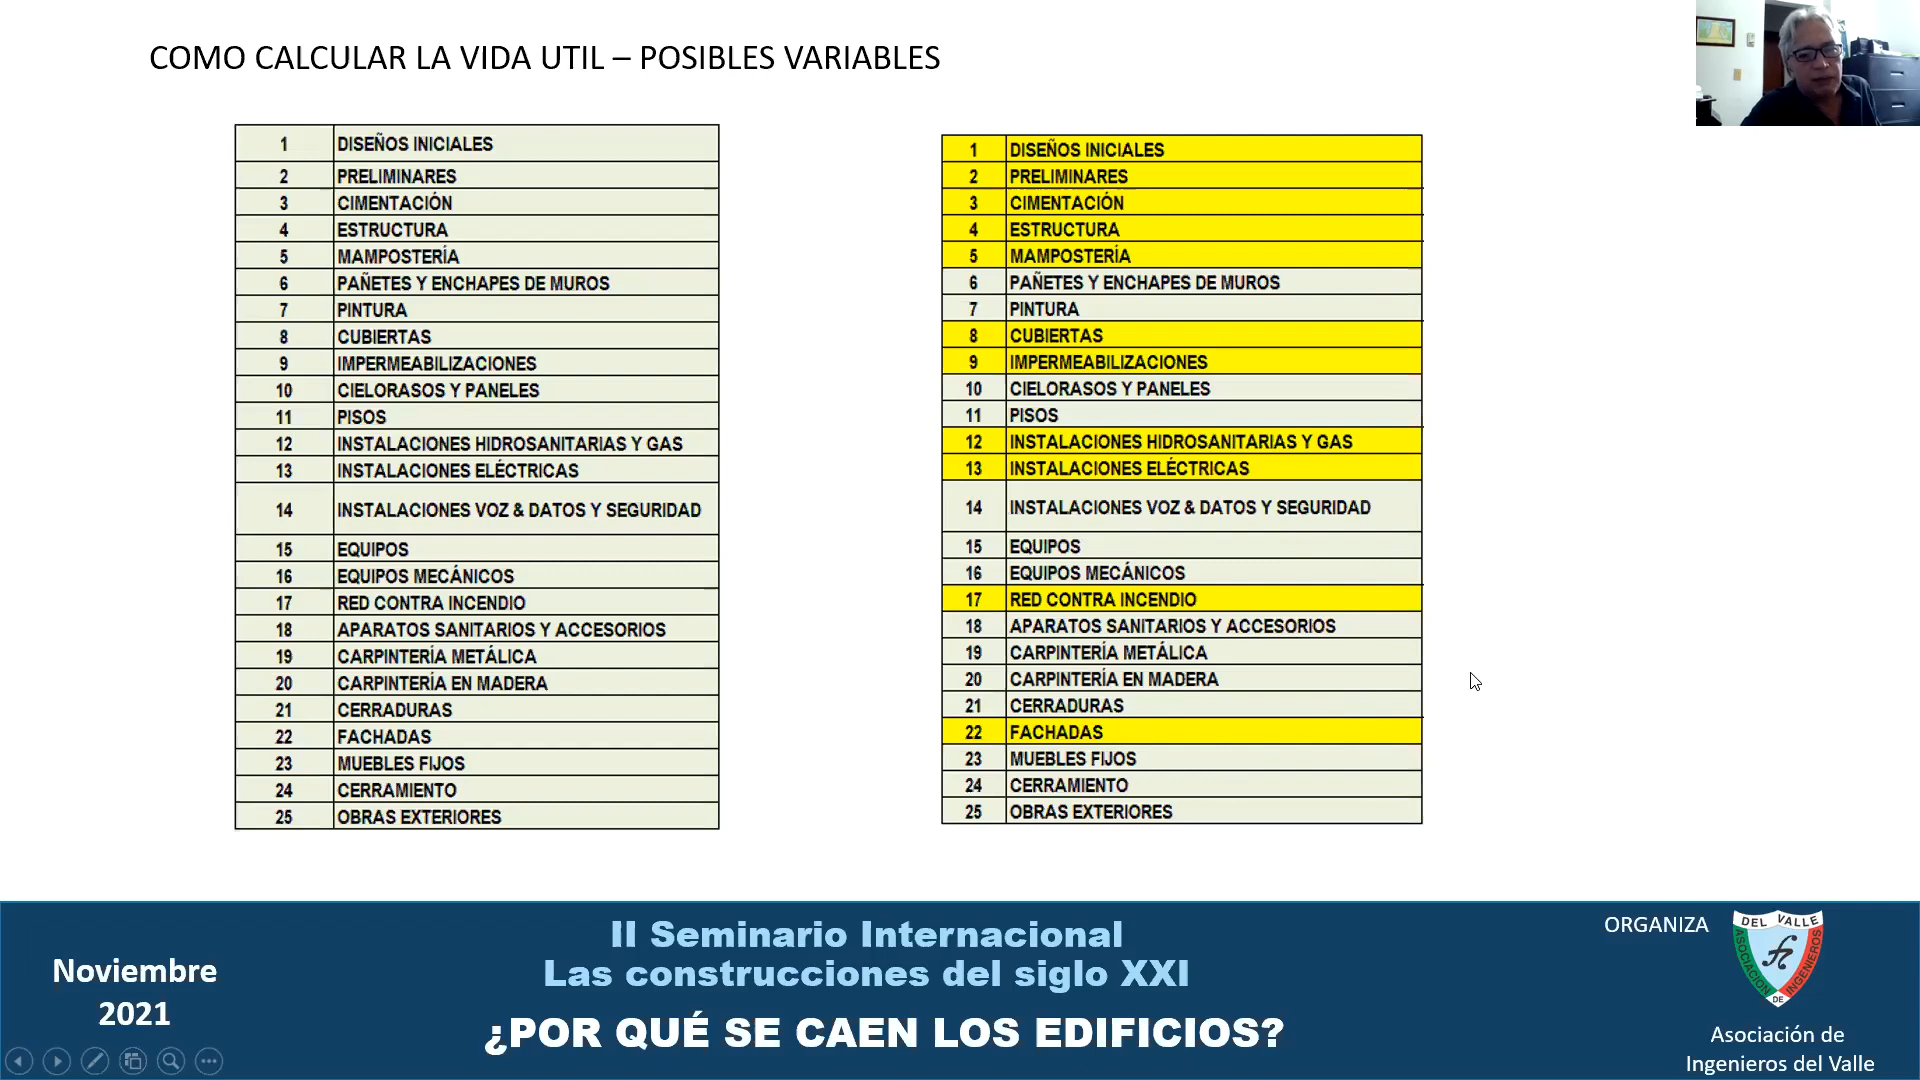 COMO CALCULAR LA VIDA UTIL – POSIBLES VARIABLES
1 DISEÑOS INICIALES
2 PRELIMINARES
3 CIMENTACIÓN
4 ESTRUCTURA
5 MAMPOSTERÍA
6 PAÑETES Y ENCHAPES DE MUROS
7 PINTURA
8 CUBIERTAS
9 IMPERMEABILIZACIONES
10 CIELORASOS Y PANELES
11 PISOS
12 INSTALACIONES HIDROSANITARIAS Y GAS
13 INSTALACIONES ELÉCTRICAS
14 INSTALACIONES VOZ & DATOS Y SEGURIDAD
15 EQUIPOS
16 EQUIPOS MECÁNICOS
17 RED CONTRA INCENDIO
18 APARATOS SANITARIOS Y ACCESORIOS
19 CARPINTERÍA METÁLICA
20 CARPINTERÍA EN MADERA
21 CERRADURAS
22 FACHADAS
23 MUEBLES FIJOS
24 CERRAMIENTO
25 OBRAS EXTERIORES
1 DISEÑOS INICIALES
2 PRELIMINARES
3 CIMENTACIÓN
4 ESTRUCTURA
5 MAMPOSTERÍA
6 PAÑETES Y ENCHAPES DE MUROS
7 PINTURA
8 CUBIERTAS
9 IMPERMEABILIZACIONES
10 CIELORASOS Y PANELES
11 PISOS
12 INSTALACIONES HIDROSANITARIAS Y GAS
13 INSTALACIONES ELÉCTRICAS
14 INSTALACIONES VOZ & DATOS Y SEGURIDAD
15 EQUIPOS
16 EQUIPOS MECÁNICOS
17 RED CONTRA INCENDIO
18 APARATOS SANITARIOS Y ACCESORIOS
19 CARPINTERÍA METÁLICA
20 CARPINTERÍA EN MADERA
21 CERRADURAS
22 FACHADAS
23 MUEBLES FIJOS
24 CERRAMIENTO
25 OBRAS EXTERIORES
Noviembre
2021
II Seminario Internacional
Las construcciones del siglo XXI
¿POR QUÉ SE CAEN LOS EDIFICIOS?
ORGANIZA
DEL VALLE
ASOCIACIÓN
DE
INGENIEROS
Asociación de
Ingenieros del Valle